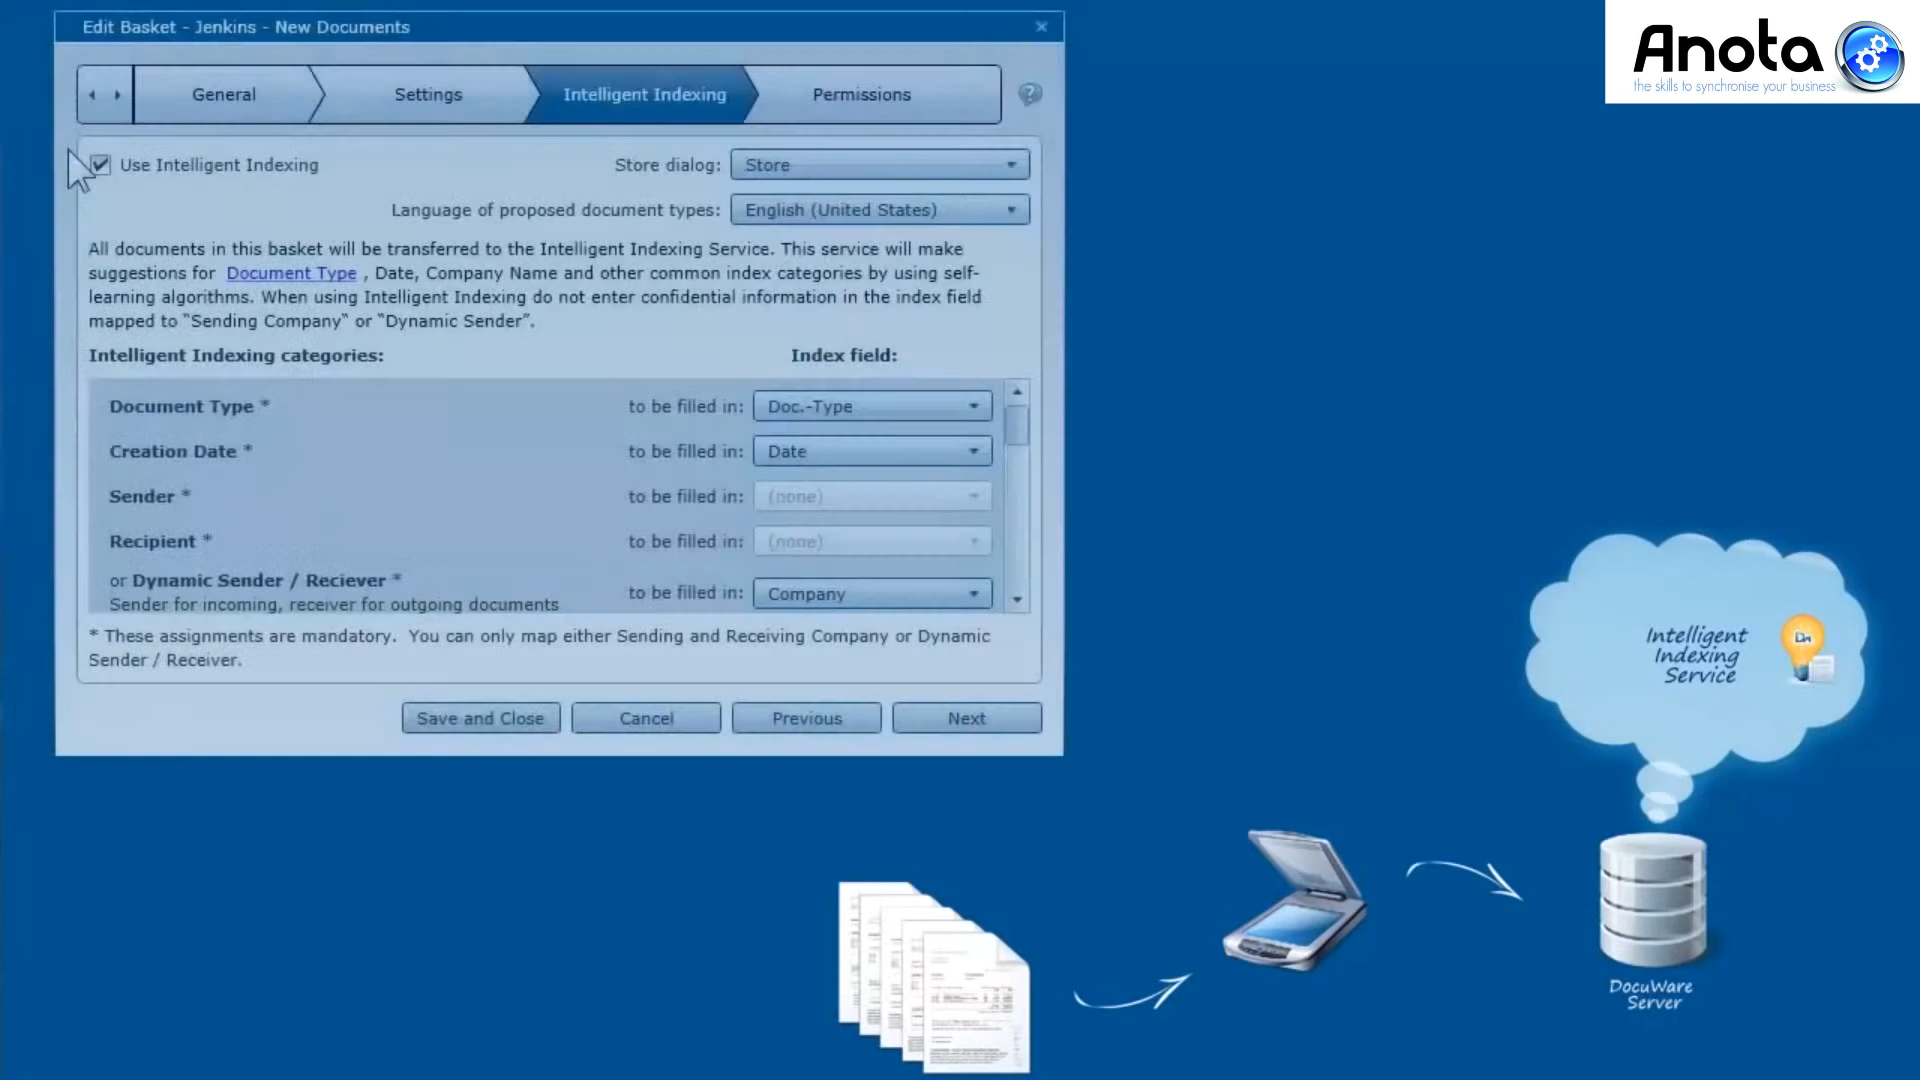 Edit Basket - Jenkins - New Documents
Anota
the skills to synchronise your business
General
Settings
Intelligent Indexing
Permissions
?
Use Intelligent Indexing
Store dialog:
Store
Language of proposed document types:
English (United States)
All documents in this basket will be transferred to the Intelligent Indexing Service. This service will make
suggestions for Document Type , Date, Company Name and other common index categories by using self-
learning algorithms. When using Intelligent Indexing do not enter confidential information in the index field
mapped to "Sending Company" or "Dynamic Sender".
Intelligent Indexing categories:
Index field:
Document Type *
to be filled in:
Doc.-Type
Creation Date *
to be filled in:
Date
Sender *
to be filled in:
(none)
Recipient *
to be filled in:
(none)
or Dynamic Sender / Reciever *
Sender for incoming, receiver for outgoing documents
to be filled in:
Company
* These assignments are mandatory. You can only map either Sending and Receiving Company or Dynamic
Sender / Receiver.
Save and Close
Cancel
Previous
Next
Intelligent
Indexing
Service
DocuWare
Server